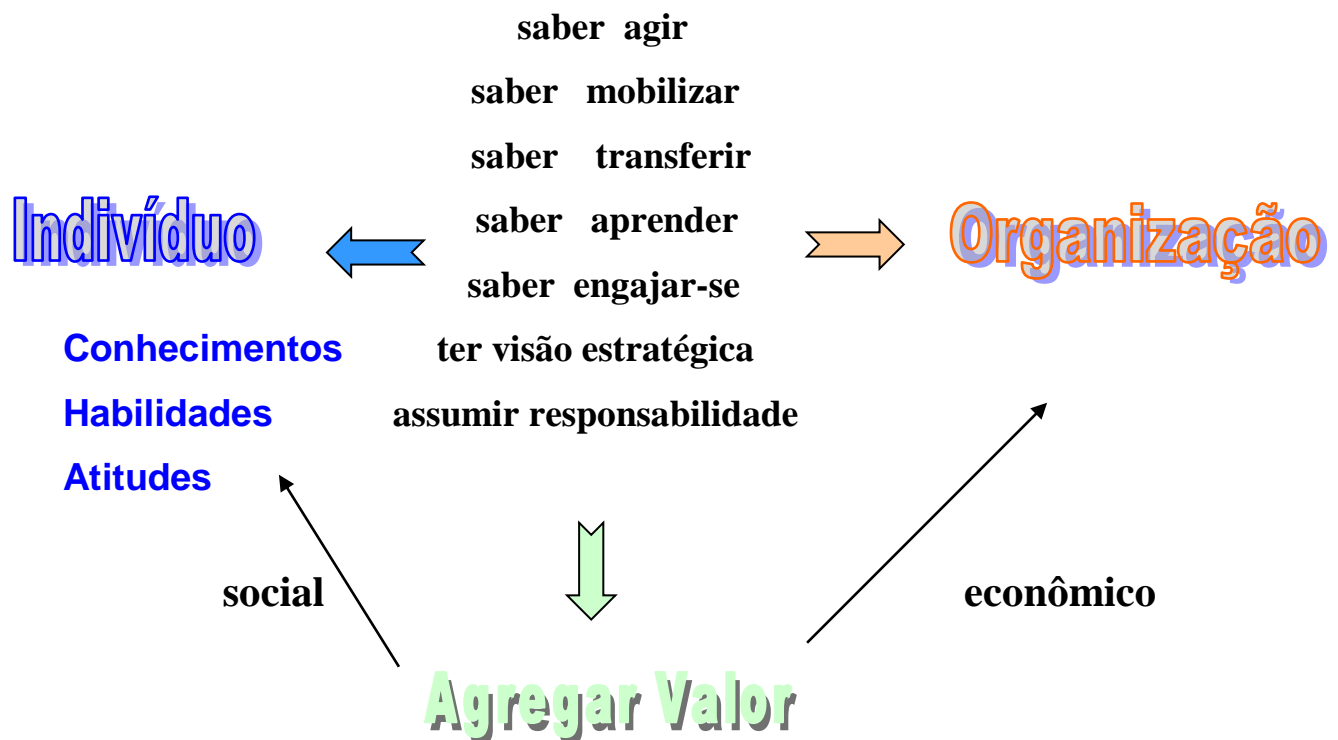 saber agir
saber mobilizar
saber transferir
saber aprender
saber engajar-se
ter visão estratégica
assumir responsabilidade
Indivíduo
Conhecimentos
Habilidades
Atitudes
Organização
social
econômico
Agregar Valor